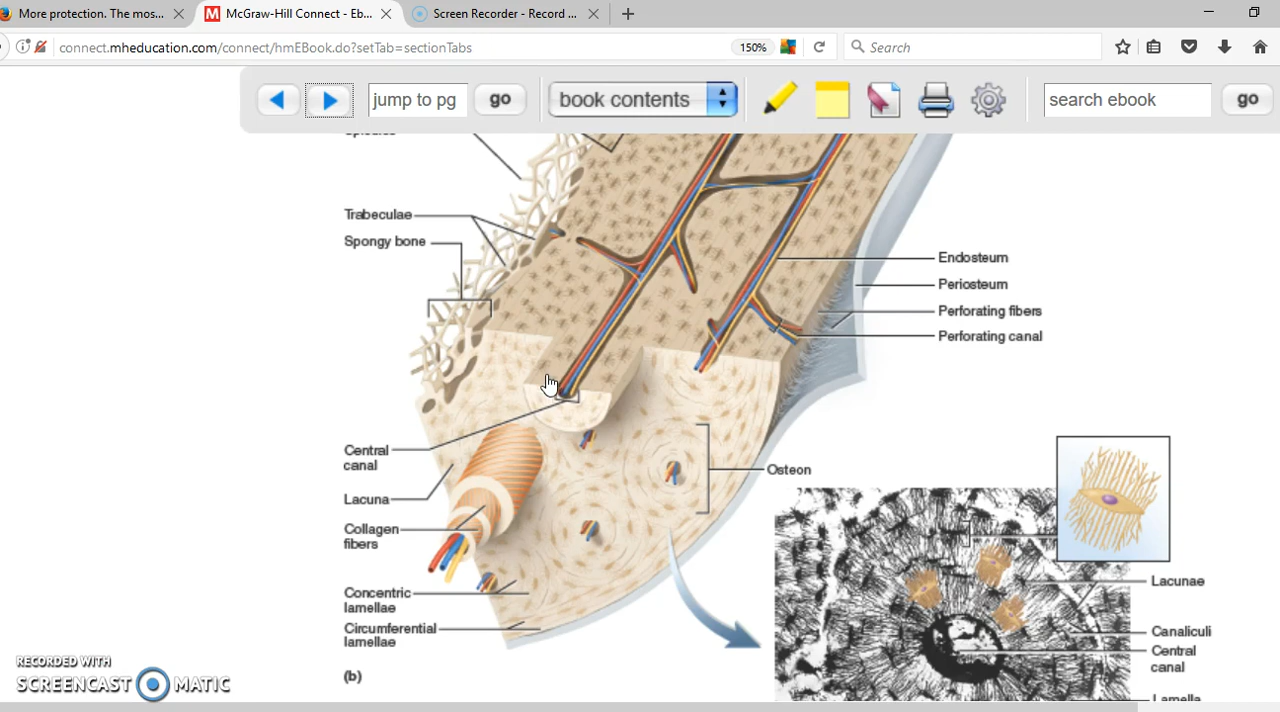 More protection. The mos...
McGraw-Hill Connect - Eb...
Screen Recorder - Record ...
connect.mheducation.com/connect/hmEBook.do?setTab=sectionTabs
150%
Search
jump to pg
go
book contents
search ebook
go
Trabeculae
Spongy bone
Endosteum
Periosteum
Perforating fibers
Perforating canal
Central
canal
Lacuna
Collagen
fibers
Osteon
Concentric
lamellae
Circumferential
lamellae
(b)
Lacunae
Canaliculi
Central
canal
Lamella
RECORDED WITH
SCREENCAST MATIC